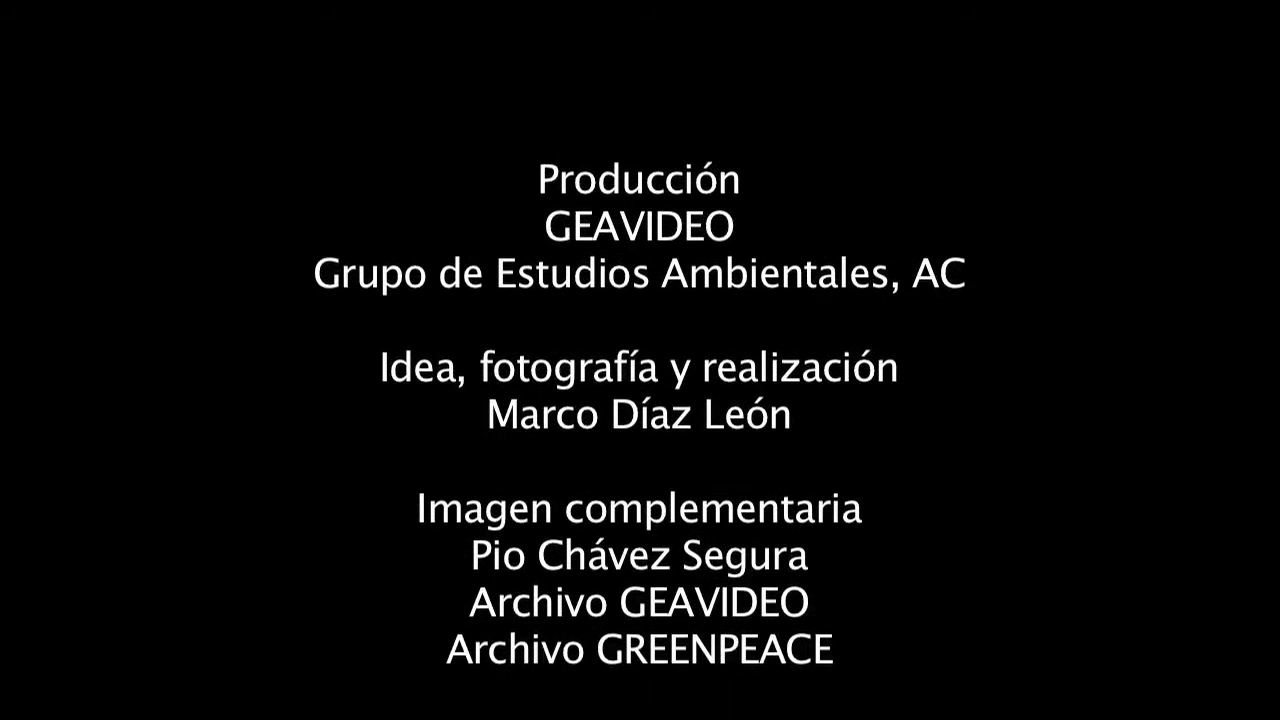 Producción
GEAVIDEO
Grupo de Estudios Ambientales, AC
Idea, fotografía y realización
Marco Díaz León
Imagen complementaria
Pio Chávez Segura
Archivo GEAVIDEO
Archivo GREENPEACE